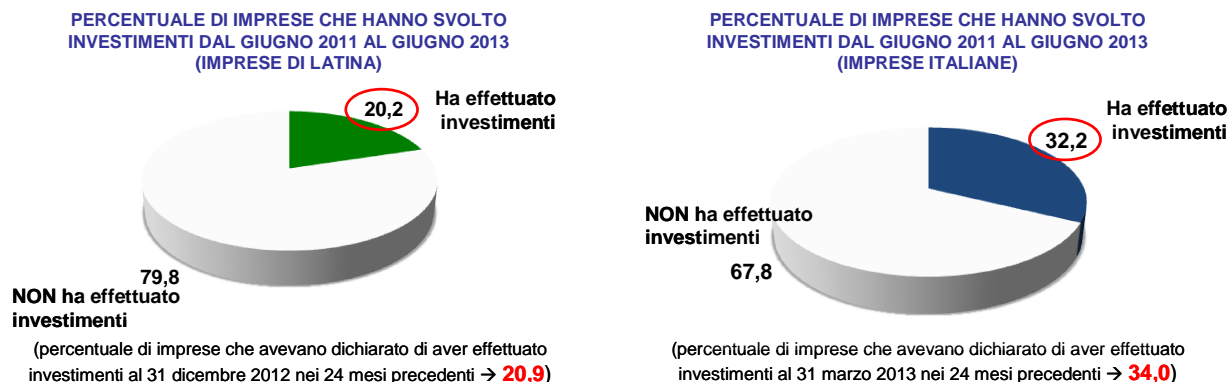 PERCENTUALE DI IMPRESE CHE HANNO SVOLTO
INVESTIMENTI DAL GIUGNO 2011 AL GIUGNO 2013
(IMPRESE DI LATINA)
20,2
Ha effettuato
investimenti
79,8
NON ha effettuato
investimenti
(percentuale di imprese che avevano dichiarato di aver effettuato
investimenti al 31 dicembre 2012 nei 24 mesi precedenti → 20,9)
PERCENTUALE DI IMPRESE CHE HANNO SVOLTO
INVESTIMENTI DAL GIUGNO 2011 AL GIUGNO 2013
(IMPRESE ITALIANE)
Ha effettuato
investimenti
32,2
NON ha effettuato
investimenti
67,8
(percentuale di imprese che avevano dichiarato di aver effettuato
investimenti al 31 marzo 2013 nei 24 mesi precedenti → 34,0)